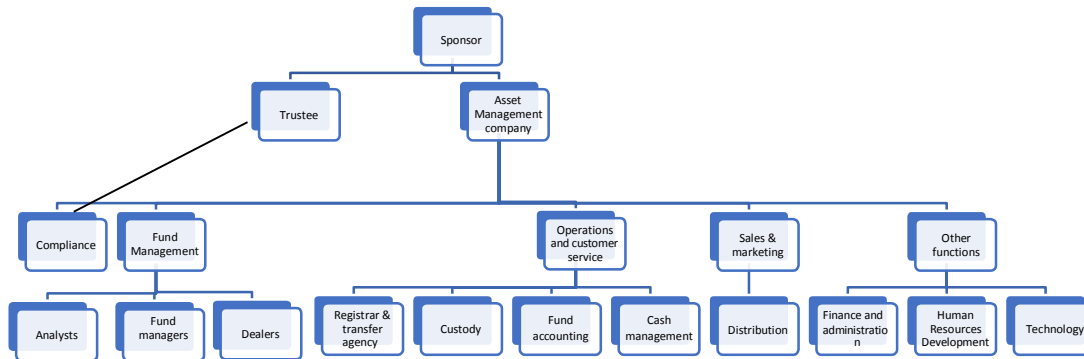 Sponsor
Trustee
Asset
Management
company
Compliance
Fund
Management
Operations
and customer
service
Sales &
marketing
Other
functions
Analysts
Fund
managers
Dealers
Registrar &
transfer
agency
Custody
Fund
accounting
Cash
management
Distribution
Finance and
administratio
n
Human
Resources
Development
Technology